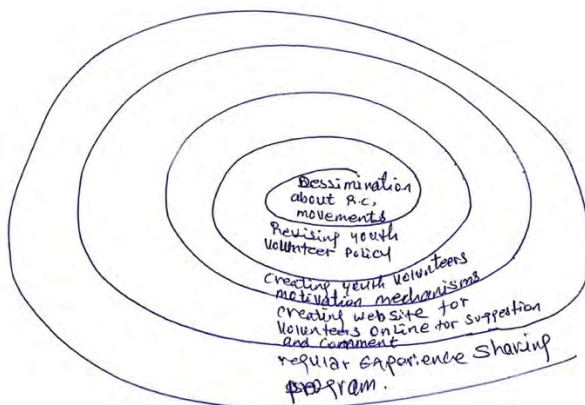 Dessimination
about R.C,
movements
Revising youth
volunteer policy
creating youth volunteers
motivation mechanisms
creating website for
volunteers online for suggestion
and comment
regular experience sharing
program.